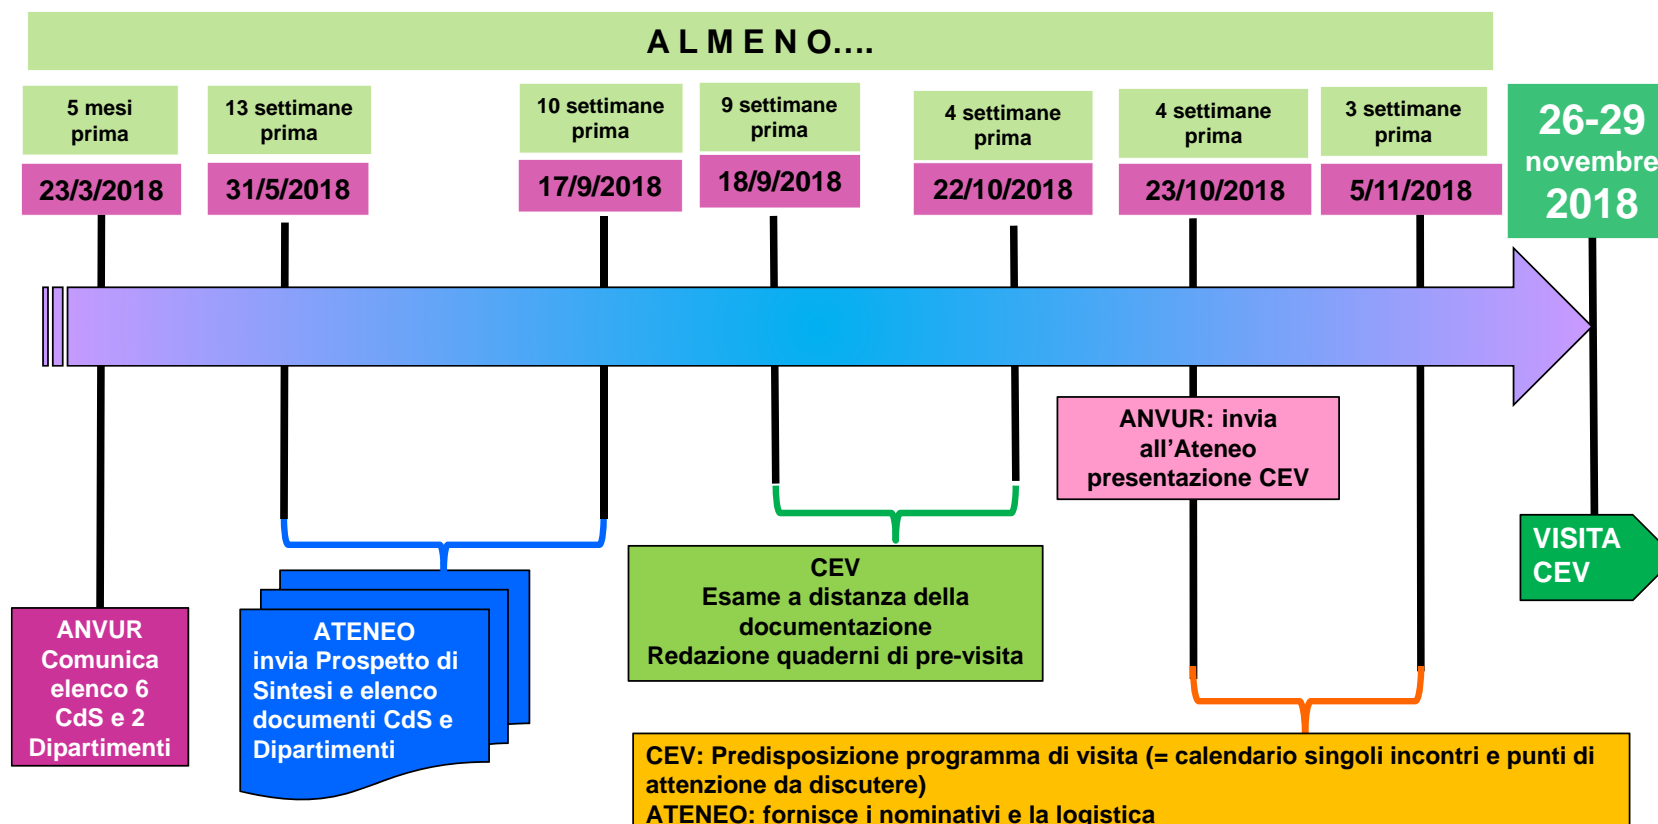 A L M E N O….
5 mesi
prima
13 settimane
prima
10 settimane
prima
9 settimane
prima
4 settimane
prima
4 settimane
prima
3 settimane
prima
26-29
novembre
2018
23/3/2018
31/5/2018
17/9/2018
18/9/2018
22/10/2018
23/10/2018
5/11/2018
ANVUR: invia
all’Ateneo
presentazione CEV
VISITA
CEV
CEV
Esame a distanza della
documentazione
Redazione quaderni di pre-visita
ANVUR
Comunica
elenco 6
CdS e 2
Dipartimenti
ATENEO
invia Prospetto di
Sintesi e elenco
documenti CdS e
Dipartimenti
CEV: Predisposizione programma di visita (= calendario singoli incontri e punti di
attenzione da discutere)
ATENEO: fornisce i nominativi e la logistica